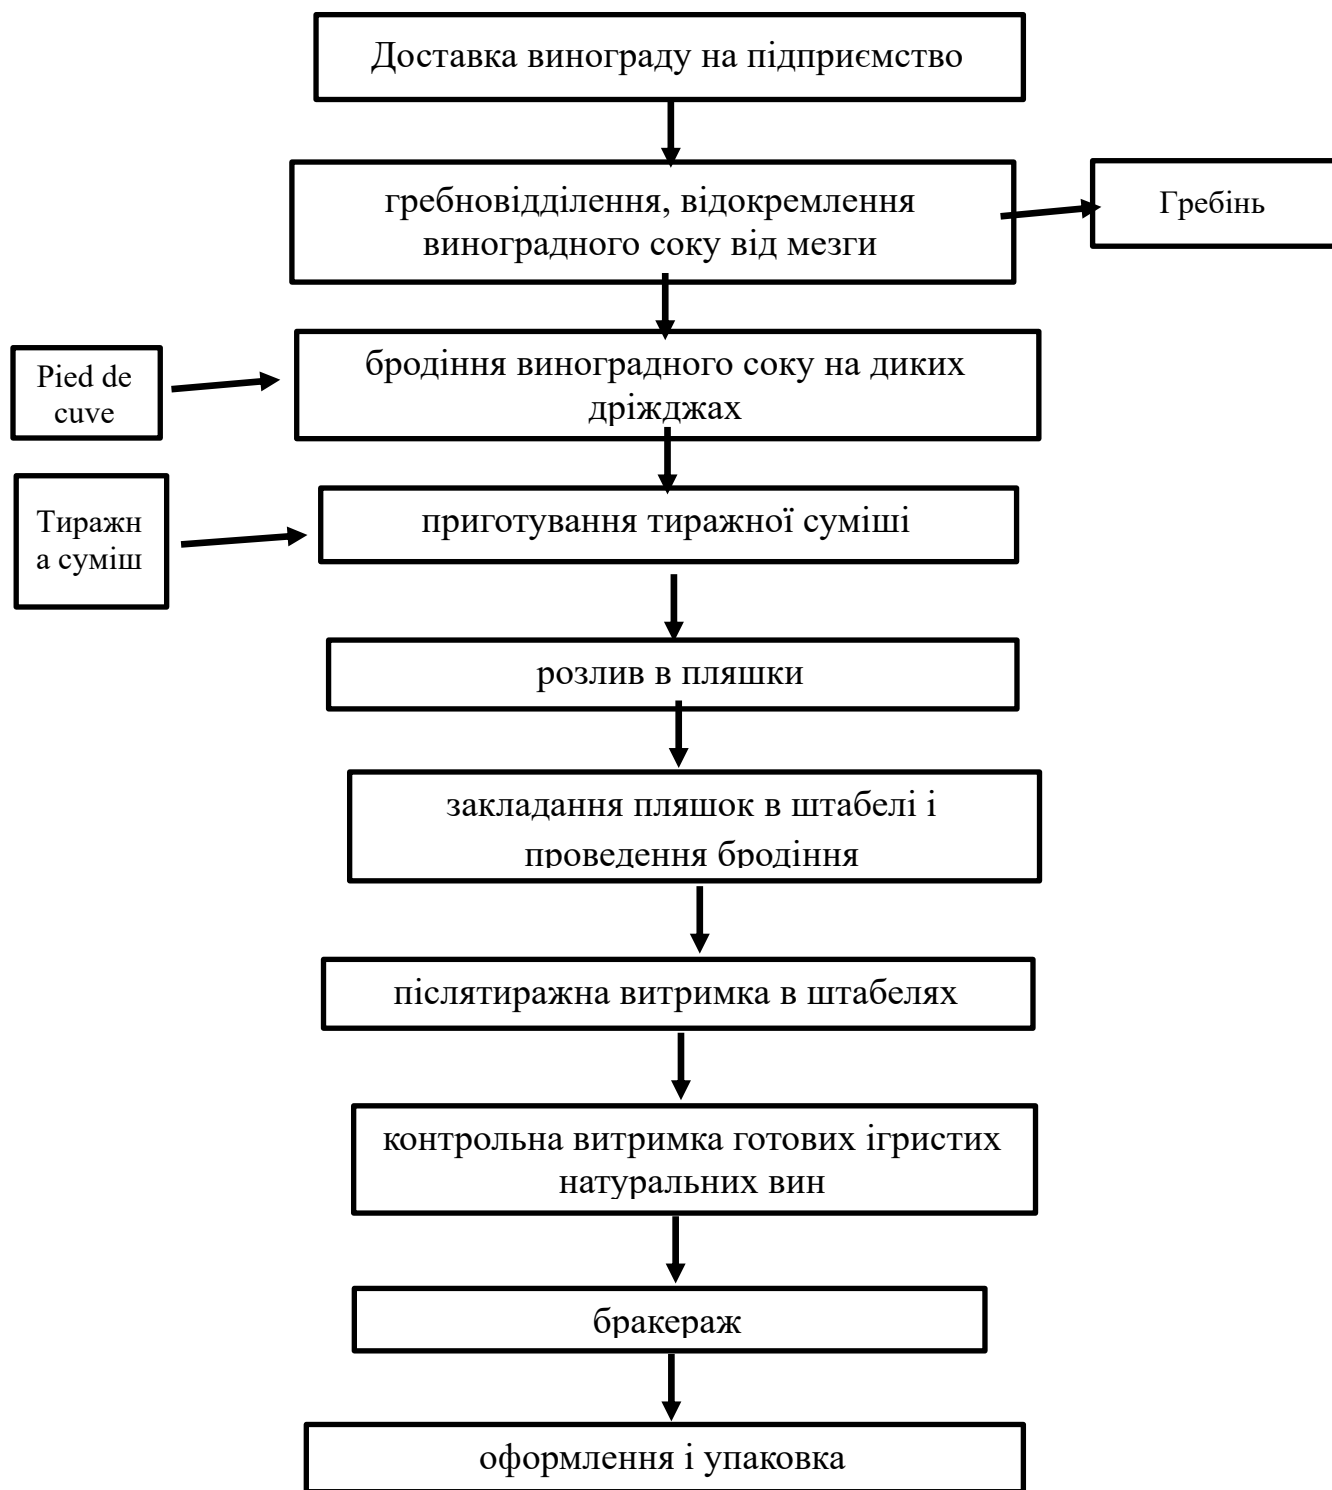 Доставка винограду на підприємство
гребновідділення, відокремлення
виноградного соку від мезги
Гребінь
Pied de
cuve
бродіння виноградного соку на диких
дріжджах
Тиражн
а суміш
приготування тиражної суміші
розлив в пляшки
закладання пляшок в штабелі і
проведення бродіння
післятиражна витримка в штабелях
контрольна витримка готових ігристих
натуральних вин
бракераж
оформлення і упаковка